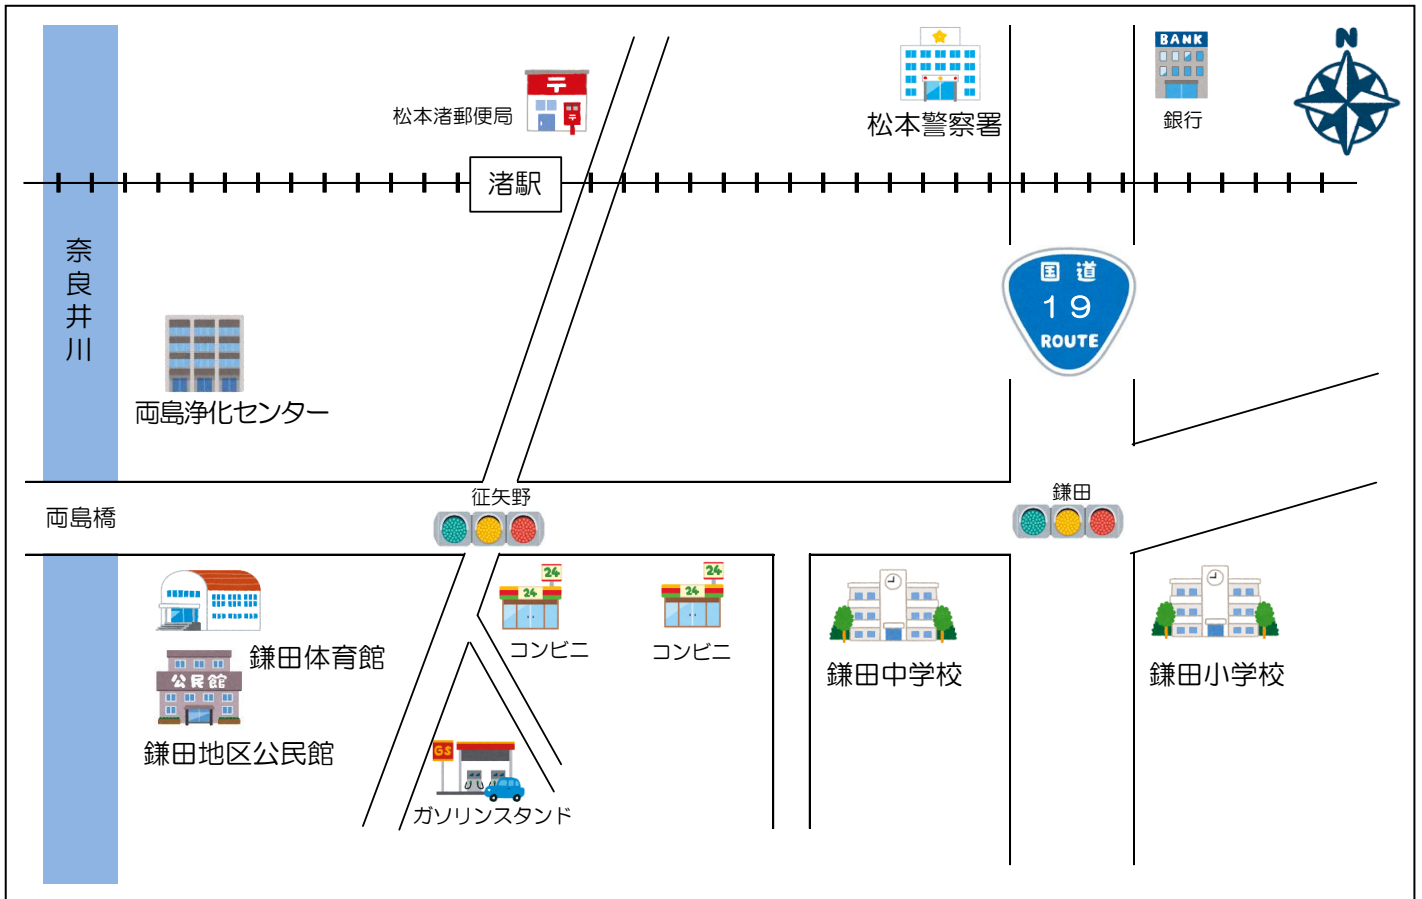 N
BANK
銀行
松本警察署
〒
松本渚郵便局
渚駅
奈良井川
国道
19
ROUTE
両島浄化センター
征矢野
鎌田
両島橋
24
24
コンビニ
24
24
コンビニ
鎌田体育館
公民館
鎌田地区公民館
鎌田中学校
鎌田小学校
GS
ガソリンスタンド